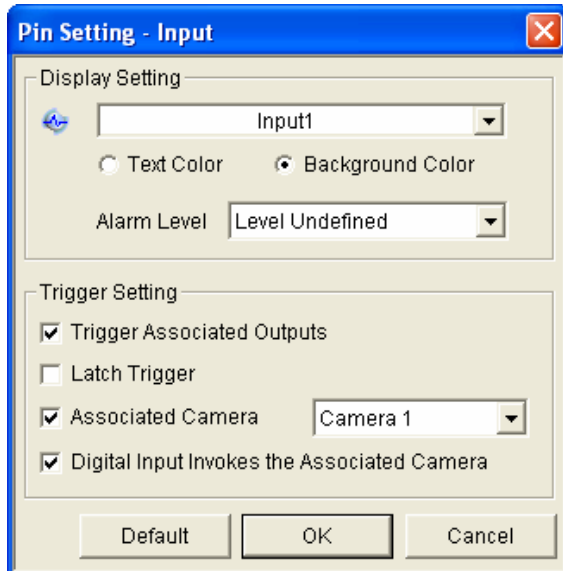 Pin Setting - Input
Display Setting
Input1
Text Color Background Color
Alarm Level Level Undefined
Trigger Setting
Trigger Associated Outputs
Latch Trigger
Associated Camera Camera 1
Digital Input Invokes the Associated Camera
Default OK Cancel